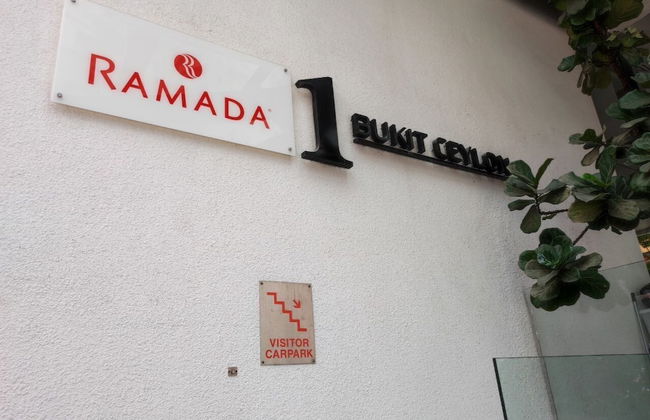 RAMADA
1 BUKIT CEYLON
VISITOR
CARPARK